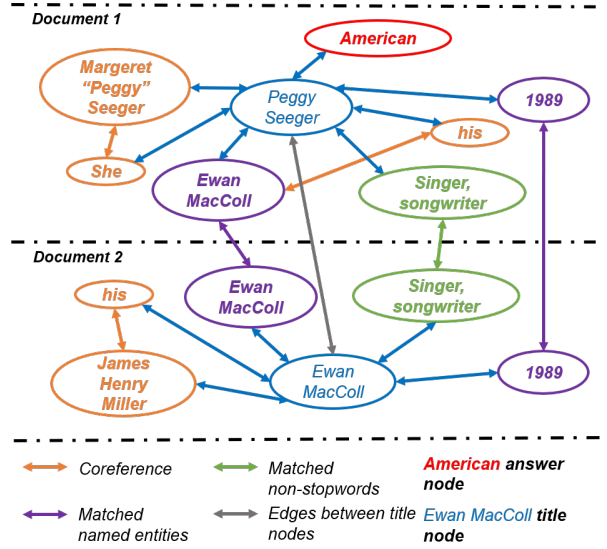 Document 1
American
Margeret
“Peggy”
Seeger
Peggy
Seeger
1989
his
She
Ewan
MacColl
Singer,
songwriter
Document 2
Ewan
MacColl
Singer,
songwriter
his
James
Henry
Miller
Ewan
MacColl
1989
Coreference
Matched
non-stopwords
American answer
node
Matched
named entities
Edges between title
nodes
Ewan MacColl title
node